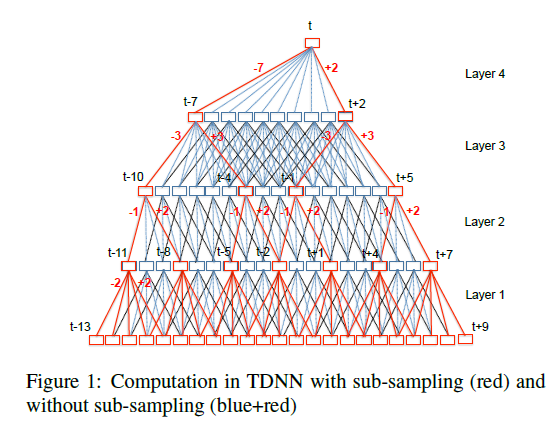 t
-7 +2
Layer 4
t-7 t+2
-3 +3 -3 +3
Layer 3
t-10 t-4 t-1 t+5
-1 +2 -1 +2 -1 +2 -1 +2
Layer 2
t-11 t-8 t-5 t-2 t+1 t+4 t+7
-2 +2
Layer 1
t-13 t+9
Figure 1: Computation in TDNN with sub-sampling (red) and
without sub-sampling (blue+red)